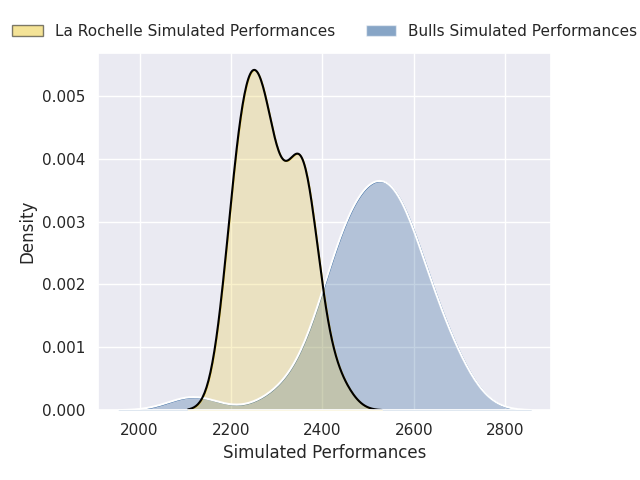 La Rochelle Simulated Performances
Bulls Simulated Performances
0.005
0.004
0.003
0.002
0.001
0.000
Density
2000
2200
2400
2600
2800
Simulated Performances